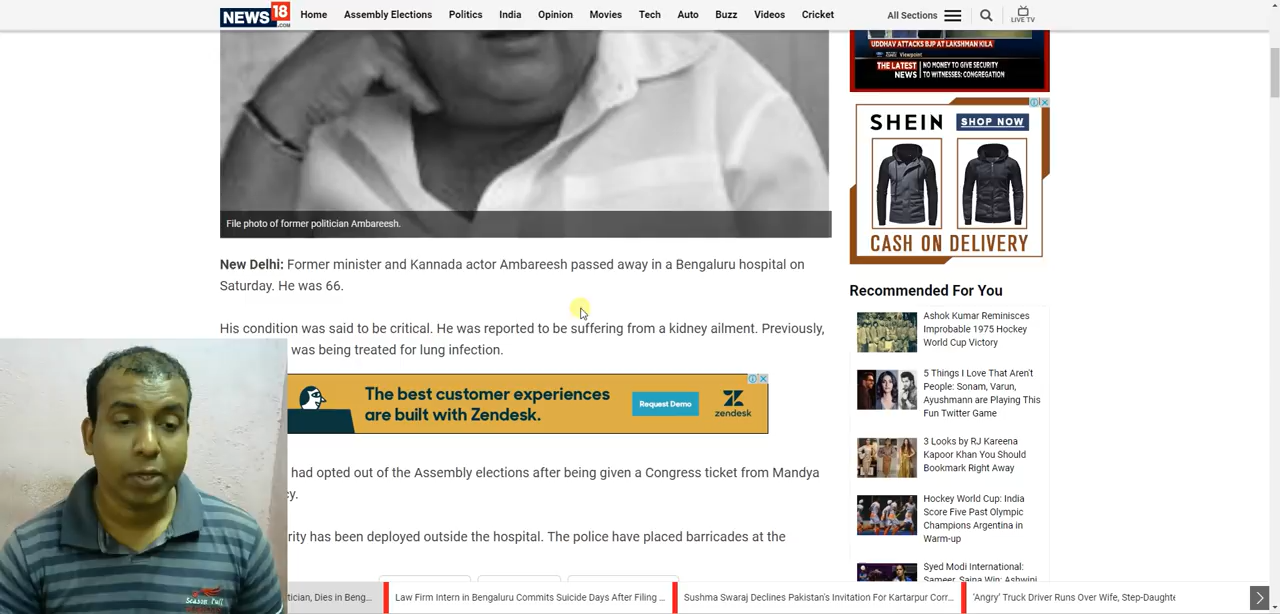 NEWS 18 .COM
Home Assembly Elections Politics India Opinion Movies Tech Auto Buzz Videos Cricket All Sections LIVE TV
UDDHAV ATTACKS BJP AT LAKSHMAN KILA
Viewpoint
THE LATEST NEWS NO MONEY TO GIVE SECURITY
TO WITNESSES: CONGREGATION
SHEIN SHOP NOW
CASH ON DELIVERY
File photo of former politician Ambareesh.
New Delhi: Former minister and Kannada actor Ambareesh passed away in a Bengaluru hospital on
Saturday. He was 66.
His condition was said to be critical. He was reported to be suffering from a kidney ailment. Previously,
was being treated for lung infection.
The best customer experiences
are built with Zendesk.
Request Demo
zendesk
had opted out of the Assembly elections after being given a Congress ticket from Mandya
cy.
rity has been deployed outside the hospital. The police have placed barricades at the
Recommended For You
Ashok Kumar Reminisces
Improbable 1975 Hockey
World Cup Victory
5 Things I Love That Aren't
People: Sonam, Varun,
Ayushmann are Playing This
Fun Twitter Game
3 Looks by RJ Kareena
Kapoor Khan You Should
Bookmark Right Away
Hockey World Cup: India
Score Five Past Olympic
Champions Argentina in
Warm-up
Syed Modi International:
Sameer, Saina Win; Ashwini
tician, Dies in Beng...
Law Firm Intern in Bengaluru Commits Suicide Days After Filing ...
Sushma Swaraj Declines Pakistan's Invitation For Kartarpur Corr...
'Angry' Truck Driver Runs Over Wife, Step-Daughte